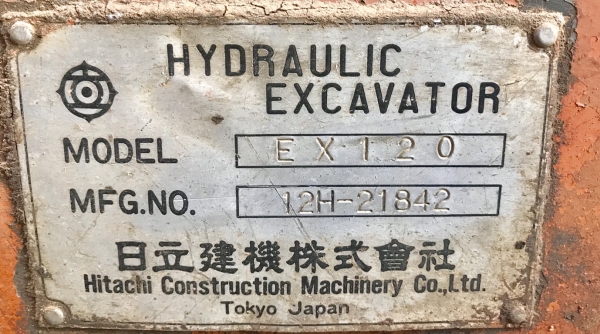 HYDRAULIC
EXCAVATOR
MODEL EX120
MFG.NO. 12H-21842
日立建機株式會社
Hitachi Construction Machinery Co.,Ltd.
Tokyo Japan